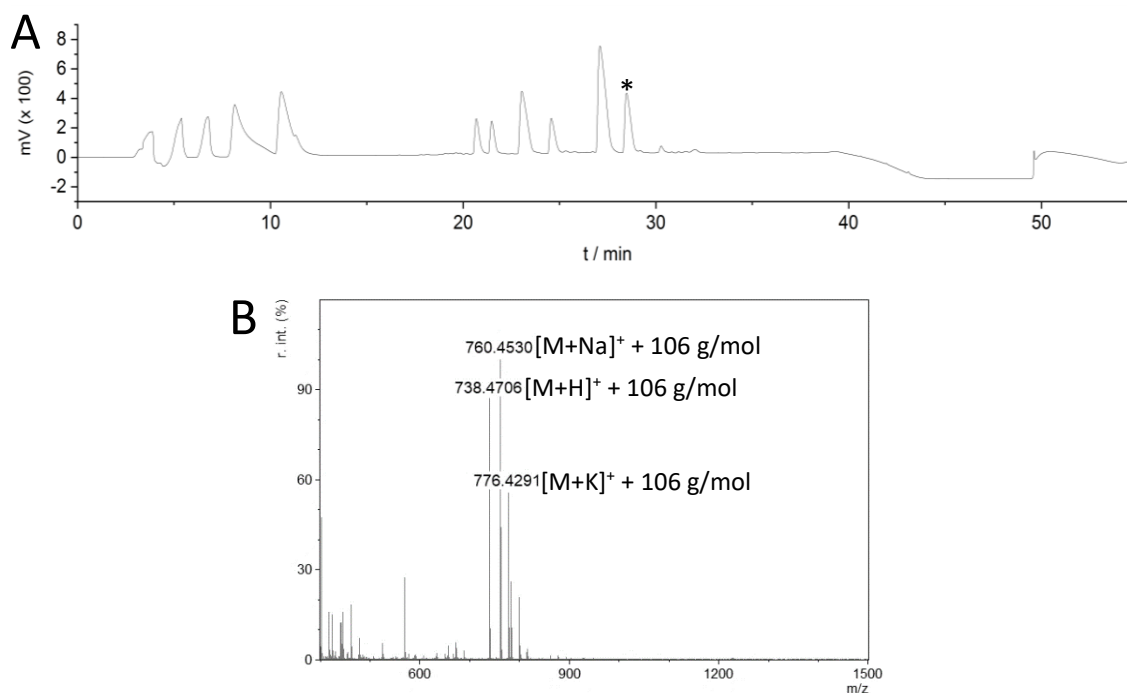 A
mV (x 100)
8
6
4
2
0
-2
*
0 10 20 30 40 50
t / min
B
r. int. (%)
90
60
30
0
760.4530 [M+Na]⁺ + 106 g/mol
738.4706 [M+H]⁺ + 106 g/mol
776.4291 [M+K]⁺ + 106 g/mol
600 900 1200 1500
m/z